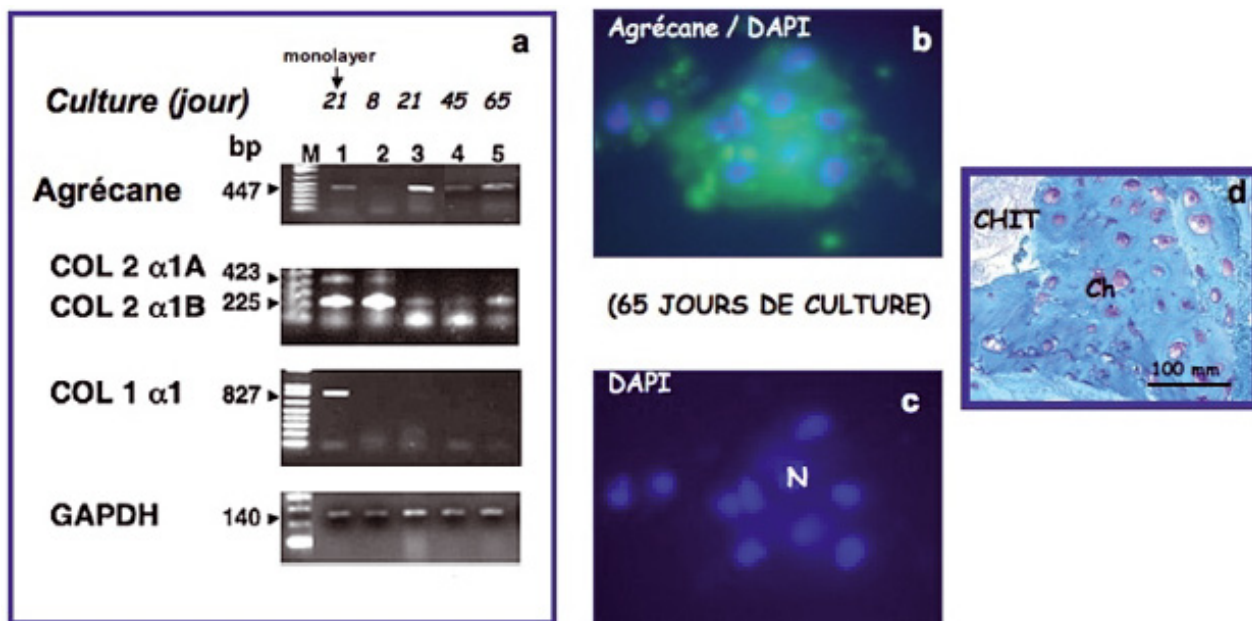 a
monolayer
Culture (jour) 21 8 21 45 65
bp M 1 2 3 4 5
Agrécane 447
COL 2 α1A 423
COL 2 α1B 225
COL 1 α1 827
GAPDH 140
Agrécane / DAPI b
(65 JOURS DE CULTURE)
DAPI c
N
d
CHIT
Ch
100 mm